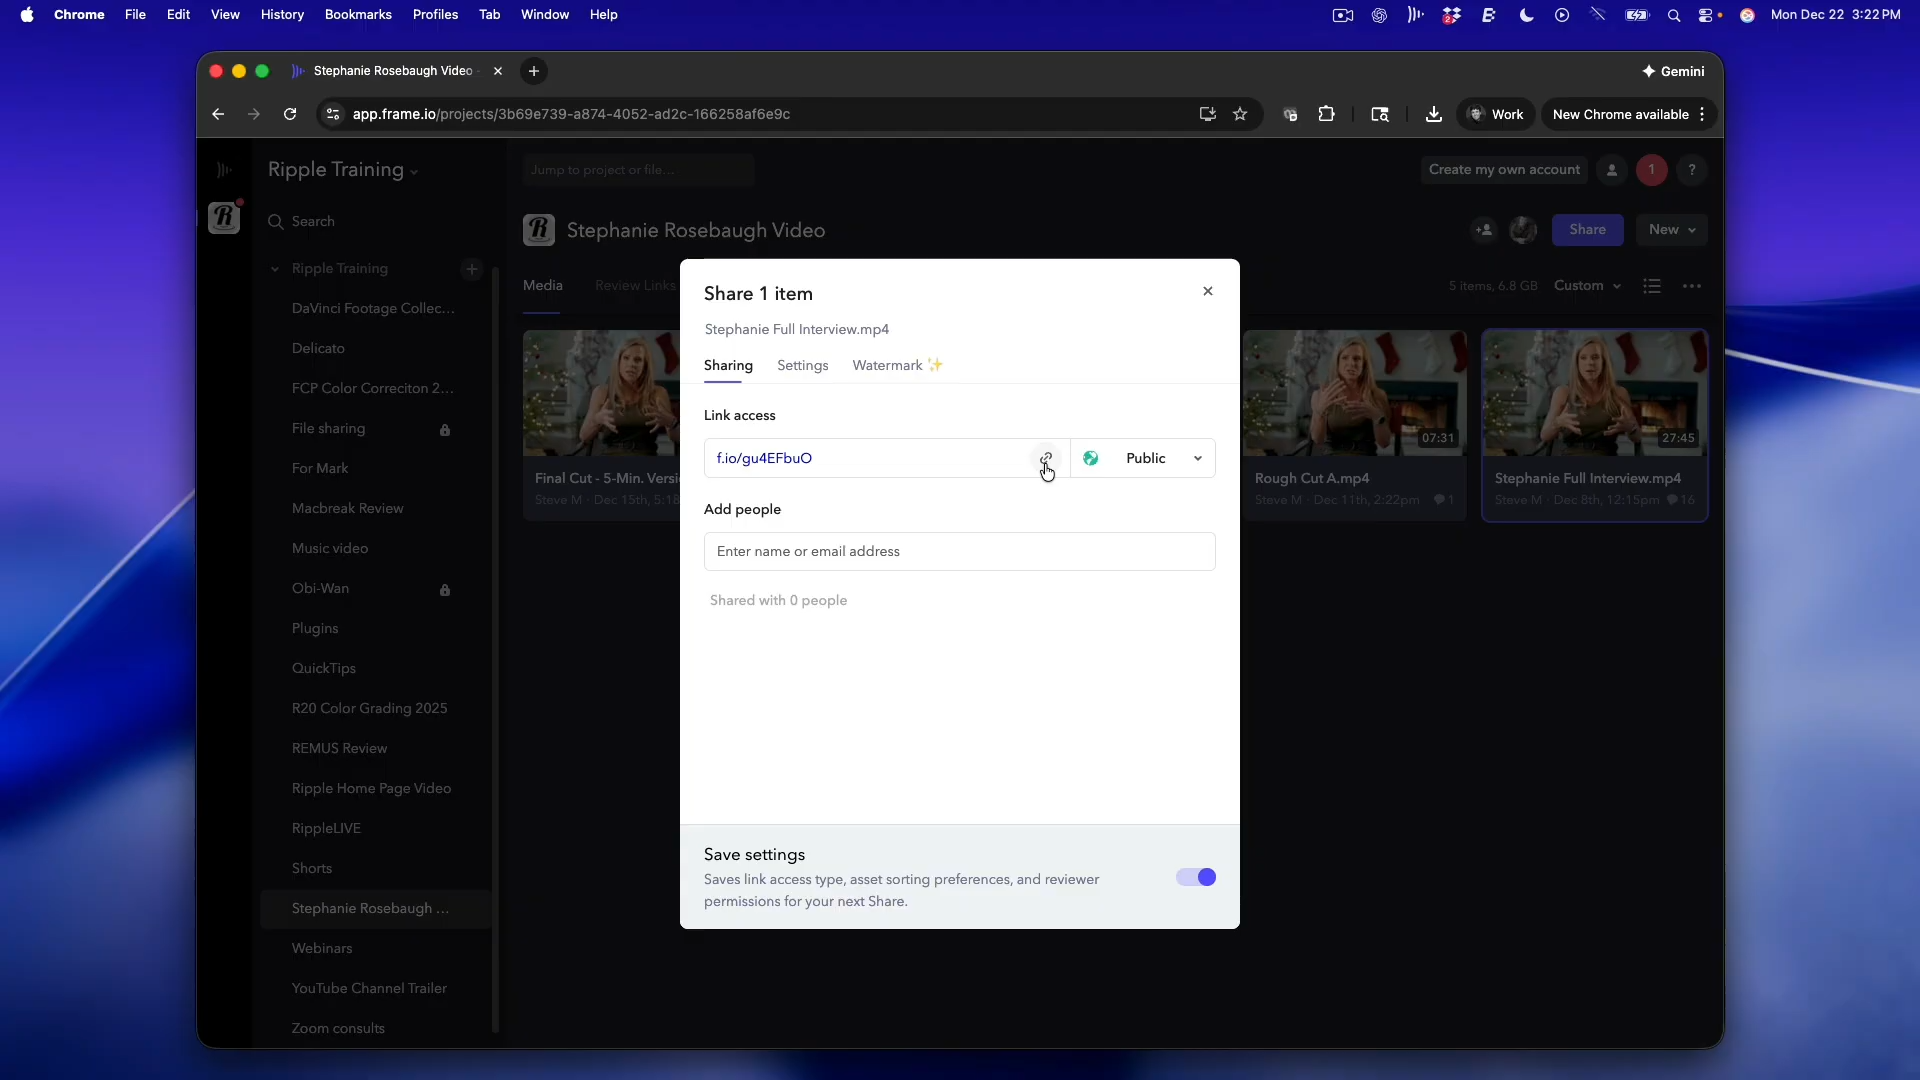 Chrome File Edit View History Bookmarks Profiles Tab Window Help
Mon Dec 22 3:22 PM
Stephanie Rosebaugh Video
Gemini
app.frame.io/projects/3b69e739-a874-4052-ad2c-166258af6e9c
Work
New Chrome available
Ripple Training
Jump to project or file...
Create my own account
1
?
R
Search
R
Stephanie Rosebaugh Video
Share
New
Ripple Training
DaVinci Footage Collec...
Delicato
FCP Color Correciton 2...
File sharing
For Mark
Macbreak Review
Music video
Obi-Wan
Plugins
QuickTips
R20 Color Grading 2025
REMUS Review
Ripple Home Page Video
RippleLIVE
Shorts
Stephanie Rosebaugh ...
Webinars
YouTube Channel Trailer
Zoom consults
Media
Review Links
5 items, 6.8 GB
Custom
Final Cut - 5-Min. Versi
Steve M · Dec 15th, 5:18
Share 1 item
Stephanie Full Interview.mp4
Sharing
Settings
Watermark ✨
Link access
f.io/gu4EFbuO
Public
Add people
Enter name or email address
Shared with 0 people
Save settings
Saves link access type, asset sorting preferences, and reviewer
permissions for your next Share.
07:31
Rough Cut A.mp4
Steve M · Dec 11th, 2:22pm 1
27:45
Stephanie Full Interview.mp4
Steve M · Dec 8th, 12:15pm 16